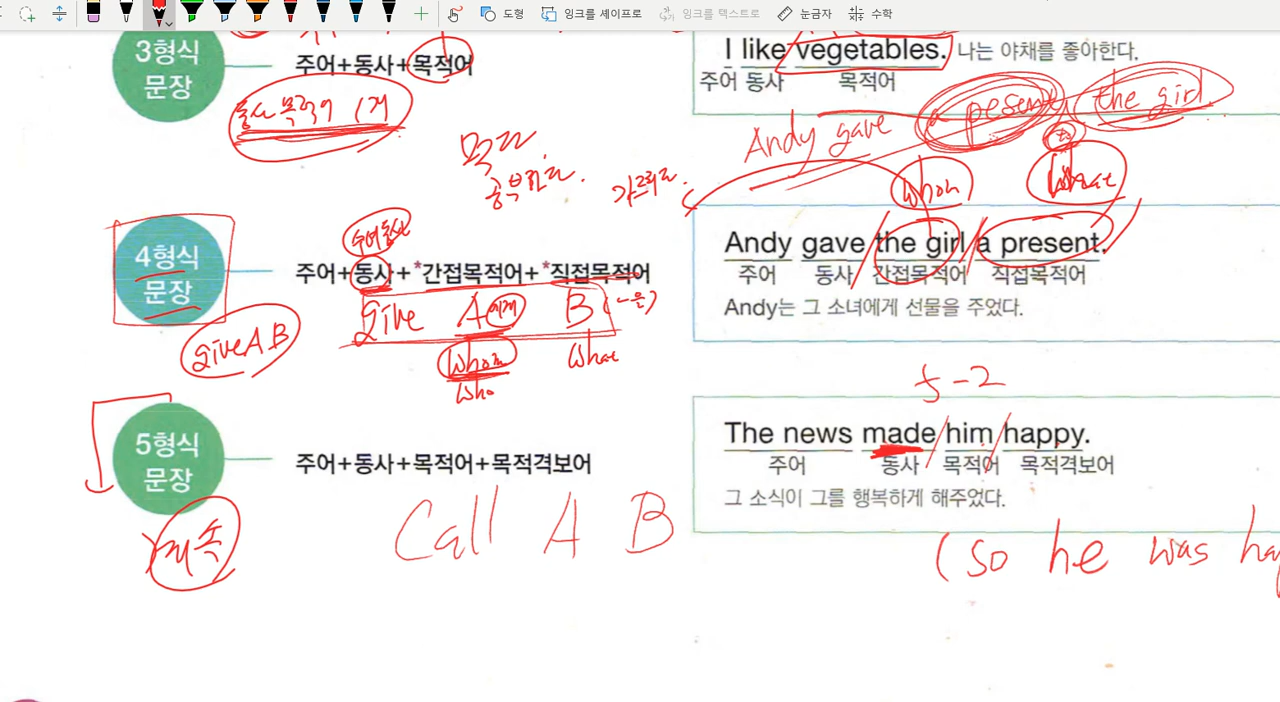 도형 잉크를 셰이프로 잉크를 텍스트로 눈금자 수학
3형식
문장
주어+동사+목적어
I like vegetables. 나는 야채를 좋아한다.
주어 동사 목적어
목적어 1개
Andy gave a present the girl
to
공부하다.
whom what
4형식
문장
수여동사
주어+동사+*간접목적어+*직접목적어
Andy gave the girl a present.
주어 동사 간접목적어 직접목적어
Andy는 그 소녀에게 선물을 주었다.
give A 에게 B (~을)
give A B
whom what
who
5-2
5형식
문장
주어+동사+목적어+목적격보어
The news made him happy.
주어 동사 목적어 목적격보어
그 소식이 그를 행복하게 해주었다.
Call A B
(so he was hap